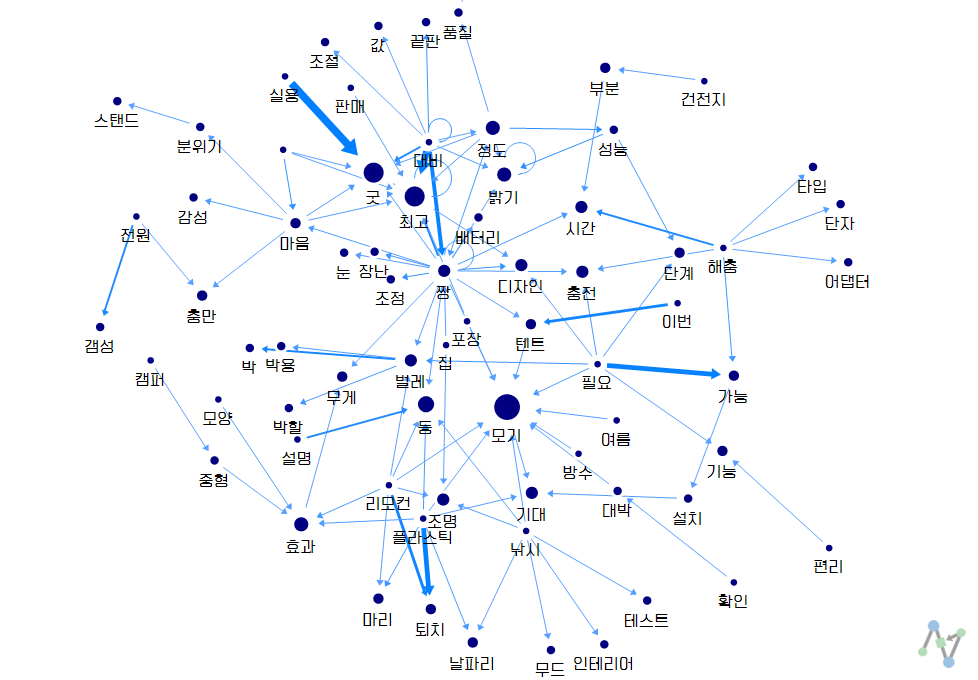 품질
끝판
값
조절
실용
판매
부분
건전지
스탠드
분위기
대비
정도
성능
굿
밝기
타입
감성
최고
단자
전원
마음
배터리
시간
눈
장난
조정
짱
디자인
충전
단계
해충
어댑터
충만
갬성
포장
텐트
이번
박
박용
집
캠퍼
벌레
무게
필요
가능
모양
박할
둠
모기
여름
설명
방수
기능
중형
리모컨
조명
기대
대박
설치
효과
플라스틱
낚시
편리
확인
마리
퇴치
테스트
날파리
무드
인테리어